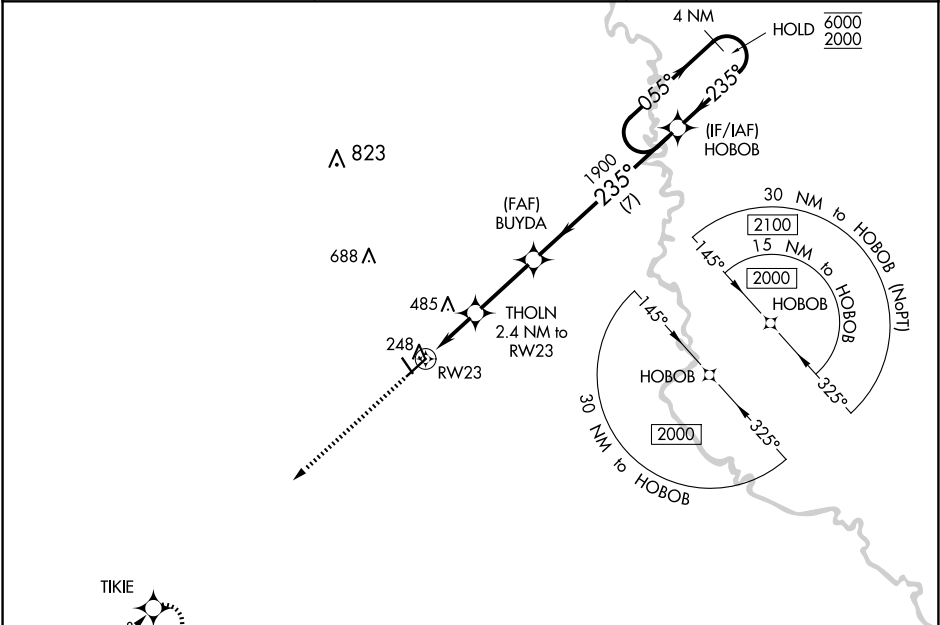 4 NM
HOLD 6000
2000
055°
235°
(IF/IAF)
HOBOB
823
1900
235°
(7)
(FAF)
BUYDA
688
30 NM to HOBOB (NoPT)
2100
145°
15 NM to HOBOB
2000
HOBOB
325°
485
THOLN
2.4 NM to
RW23
248
RW23
145°
HOBOB
2000
325°
30 NM to HOBOB
TIKIE